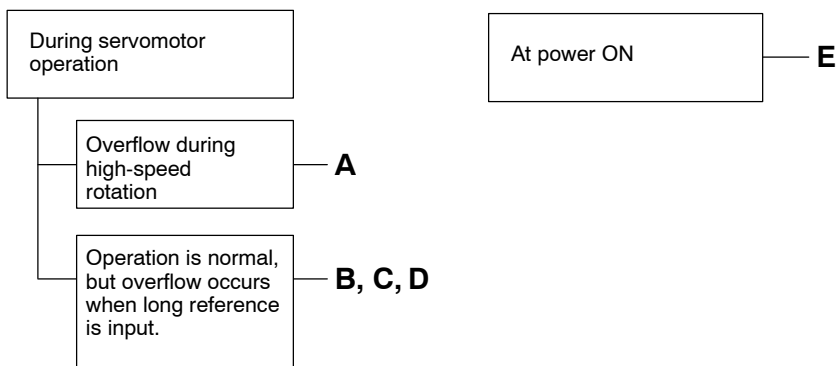 During servomotor
operation
Overflow during
high-speed
rotation
A
Operation is normal,
but overflow occurs
when long reference
is input.
B, C, D
At power ON
E